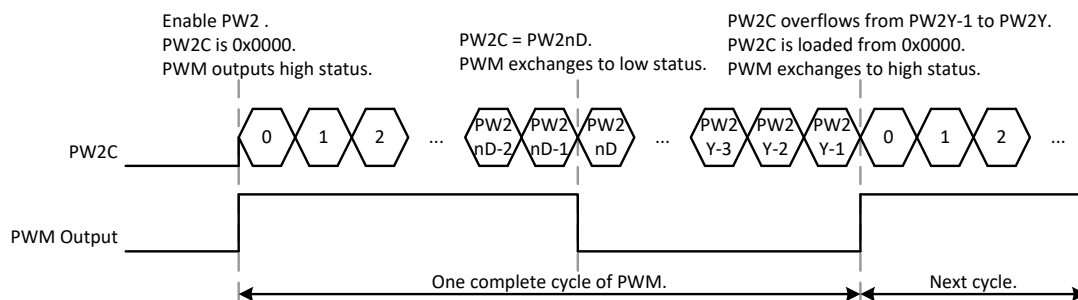 Enable PW2 .
PW2C is 0x0000.
PWM outputs high status.
PW2C = PW2nD.
PWM exchanges to low status.
PW2C overflows from PW2Y-1 to PW2Y.
PW2C is loaded from 0x0000.
PWM exchanges to high status.
PW2C
0 1 2 ... PW2 nD-2 PW2 nD-1 PW2 nD ... PW2 Y-3 PW2 Y-2 PW2 Y-1 0 1 2 ...
PWM Output
One complete cycle of PWM.
Next cycle.